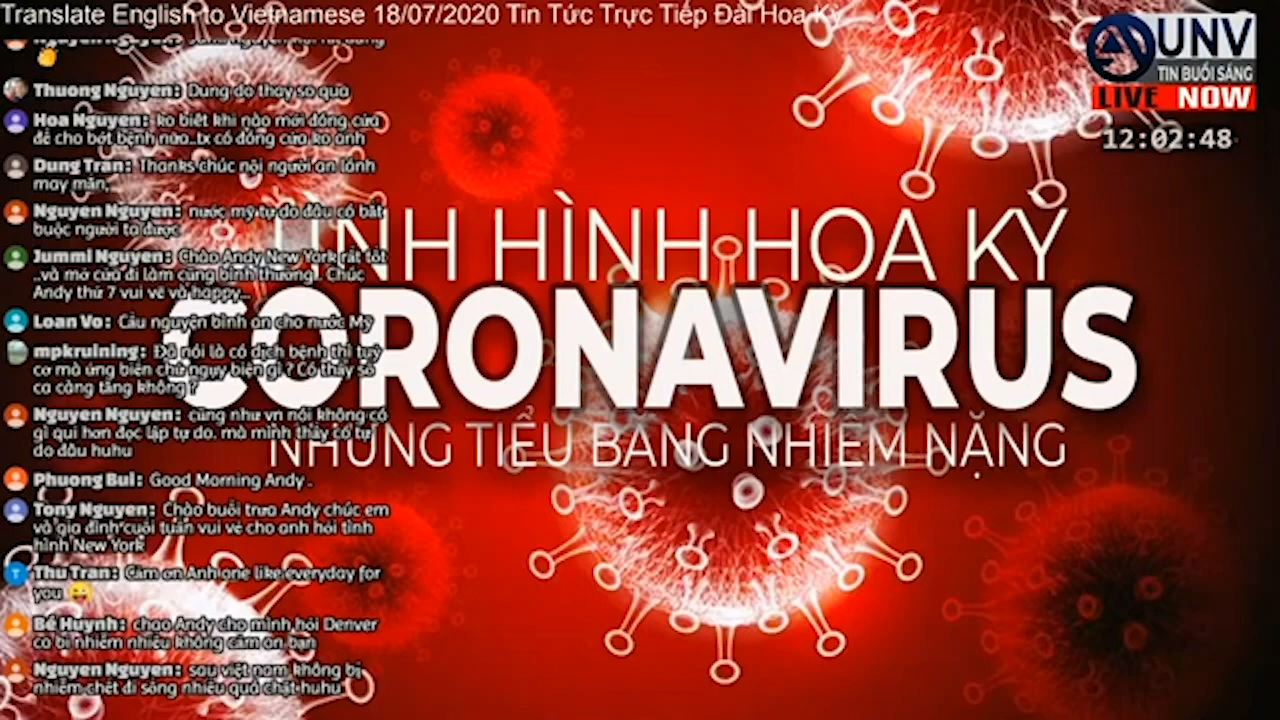 Translate English to Vietnamese 18/07/2020 Tin Tức Trực Tiếp Đài Hoa Kỳ
UNV
TIN BUỔI SÁNG
LIVE NOW
12:02:48
TÌNH HÌNH HOA KỲ
CORONAVIRUS
NHỮNG TIỂU BANG NHIỄM NẶNG
Thuong Nguyen: Dung do thay so qua
Hoa Nguyen: ko biết khi nào mới đóng cửa
để cho bớt bệnh nữa..tx có đóng cửa ko anh
Dung Tran: Thanks chúc mọi người an lành
may mắn.
Nguyen Nguyen: nước mỹ tự do đâu có bắt
buộc người ta được
Jummi Nguyen: Chào Andy New York rất tốt
..và mở cửa đi làm cũng bình thường. Chúc
Andy thứ 7 vui vẻ và happy...
Loan Vo: Cầu nguyện bình an cho nước Mỹ
mpkruining: Đã nói là có dịch bệnh thì tuỳ
cơ mà ứng biến chứ ngụy biện gì ? Có thấy số
ca càng tăng không ?
Nguyen Nguyen: cũng như vn nói không có
gì quí hơn đọc lập tự do. mà mình thấy có tự
do đâu huhu
Phuong Bui: Good Morning Andy .
Tony Nguyen: Chào buổi trưa Andy chúc em
và gia đình cuối tuần vui vẻ cho anh hỏi tình
hình New York
Thu Tran: Cảm ơn Anh one like everyday for
you 😜
Bé Huynh: chao Andy cho mình hỏi Denver
co bi nhiễm nhiều không cảm ơn bạn
Nguyen Nguyen: sau việt nam không bị
nhiễm chết đi sống nhiều quá chật huhu